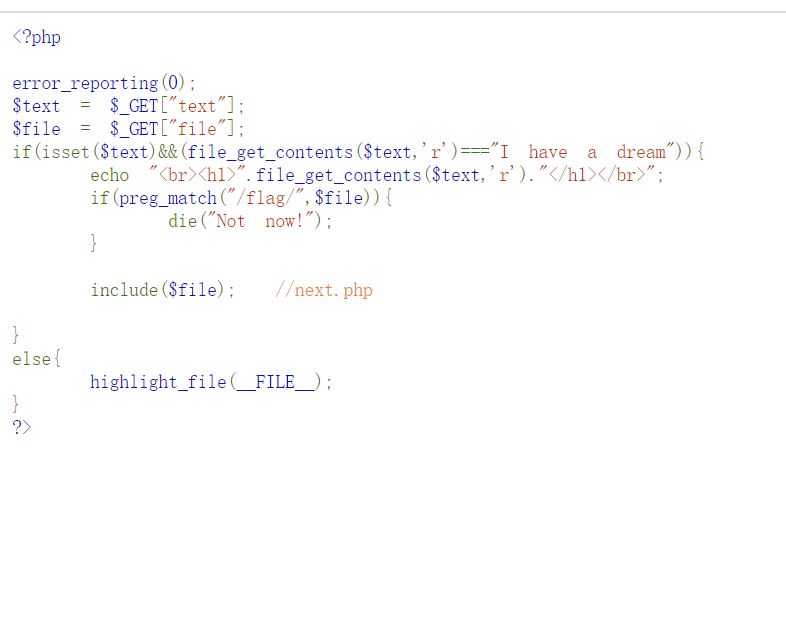 <?php
error_reporting(0);
$text = $_GET["text"];
$file = $_GET["file"];
if(isset($text)&&(file_get_contents($text,'r')==="I have a dream")){
echo "<br><h1>".file_get_contents($text,'r')."</h1></br>";
if(preg_match("/flag/",$file)){
die("Not now!");
}
include($file);  //next.php
}
else{
highlight_file(__FILE__);
}
?>